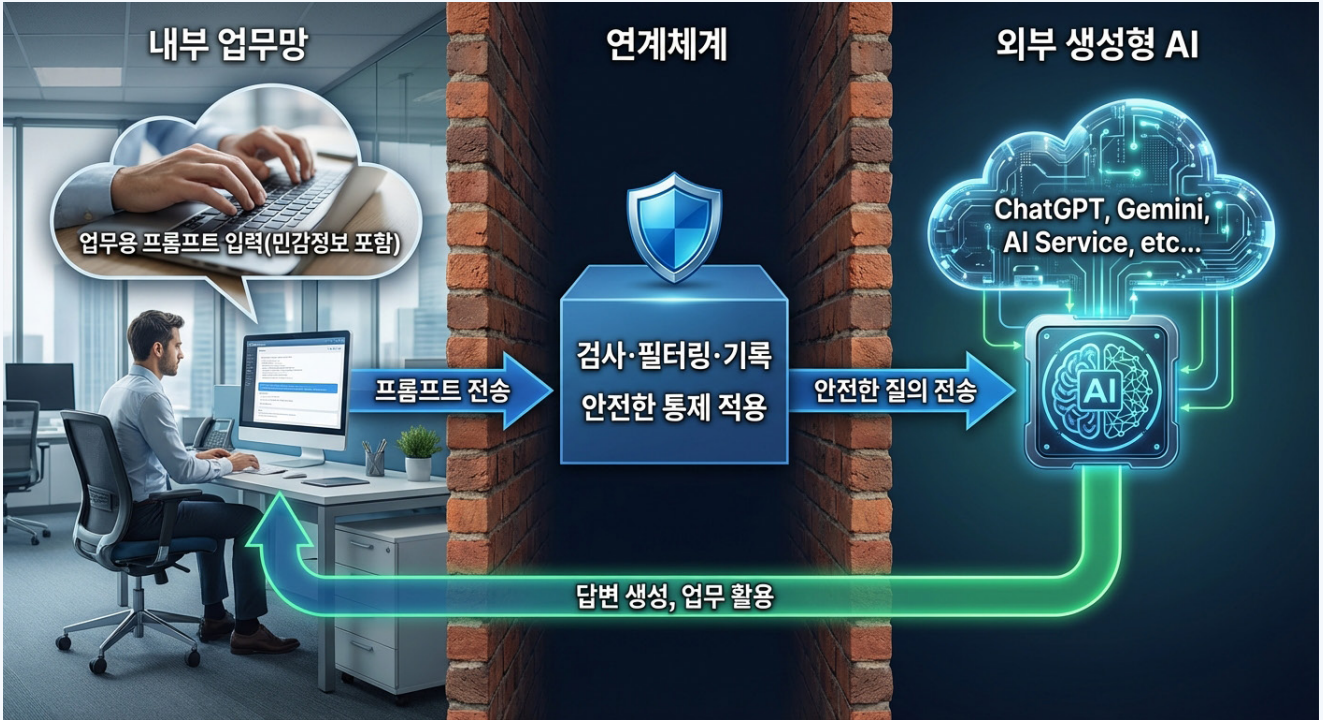 내부 업무망
연계체계
외부 생성형 AI
업무용 프롬프트 입력(민감정보 포함)
ChatGPT, Gemini,
AI Service, etc...
프롬프트 전송
검사·필터링·기록
안전한 통제 적용
안전한 질의 전송
AI
답변 생성, 업무 활용